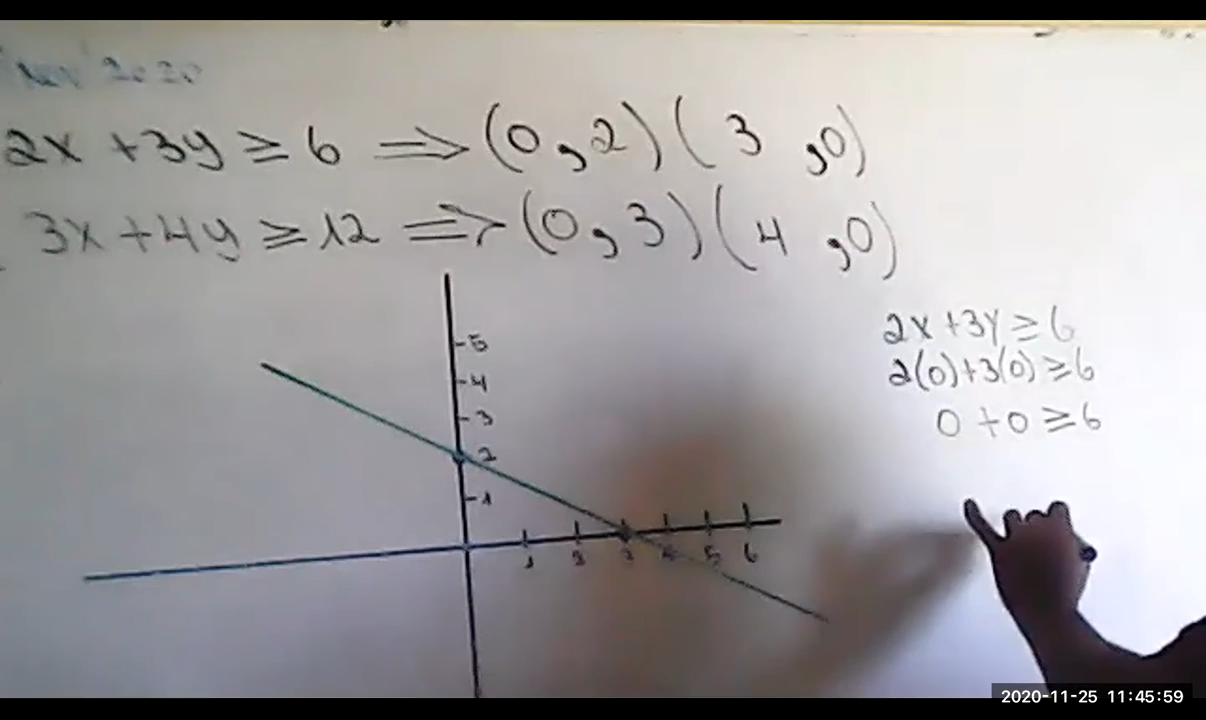 Nov 2020
2x + 3y ≥ 6 ⇒ (0,2) (3,0)
3x + 4y ≥ 12 ⇒ (0,3) (4,0)
2x + 3y ≥ 6
2(0) + 3(0) ≥ 6
0 + 0 ≥ 6
5
4
3
2
1
1 2 3 4 5 6
2020-11-25 11:45:59